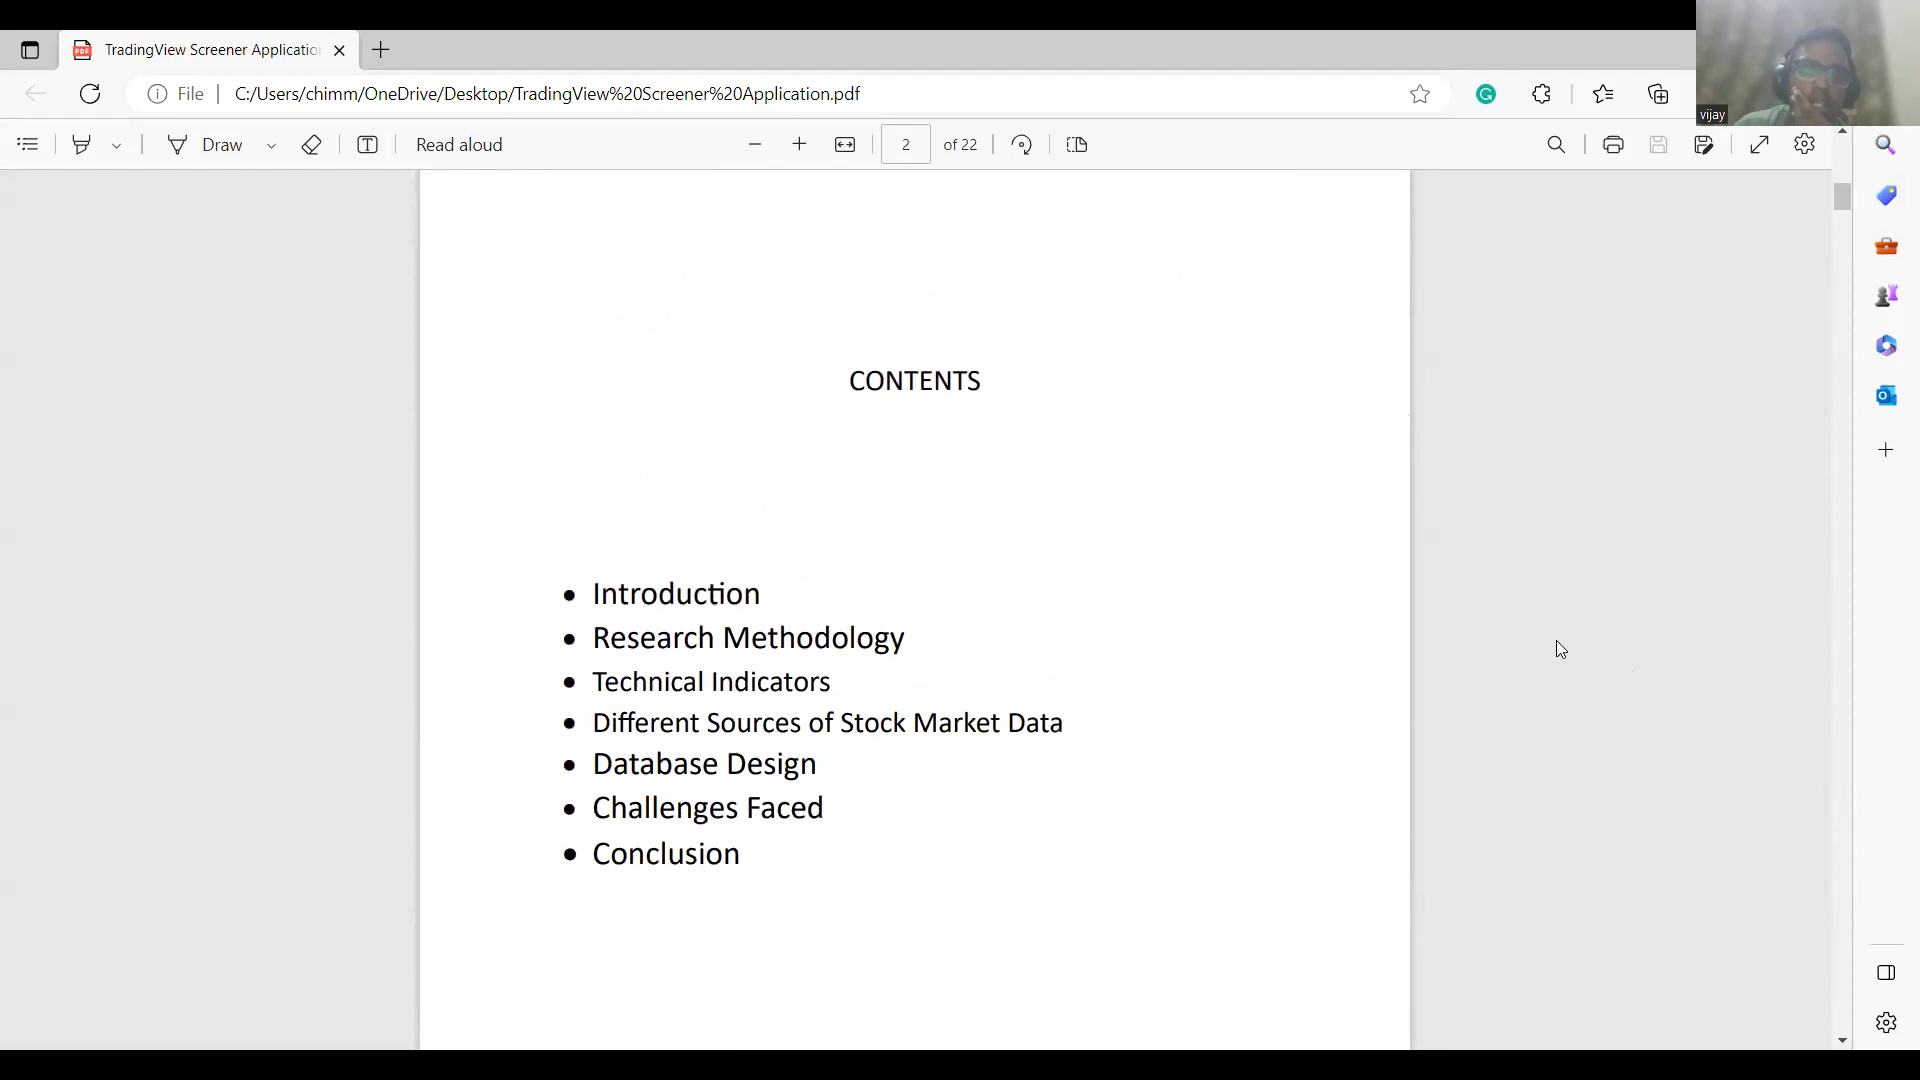 TradingView Screener Applicatio
File
C:/Users/chimm/OneDrive/Desktop/TradingView%20Screener%20Application.pdf
vijay
Draw
Read aloud
2 of 22
CONTENTS
• Introduction
• Research Methodology
• Technical Indicators
• Different Sources of Stock Market Data
• Database Design
• Challenges Faced
• Conclusion